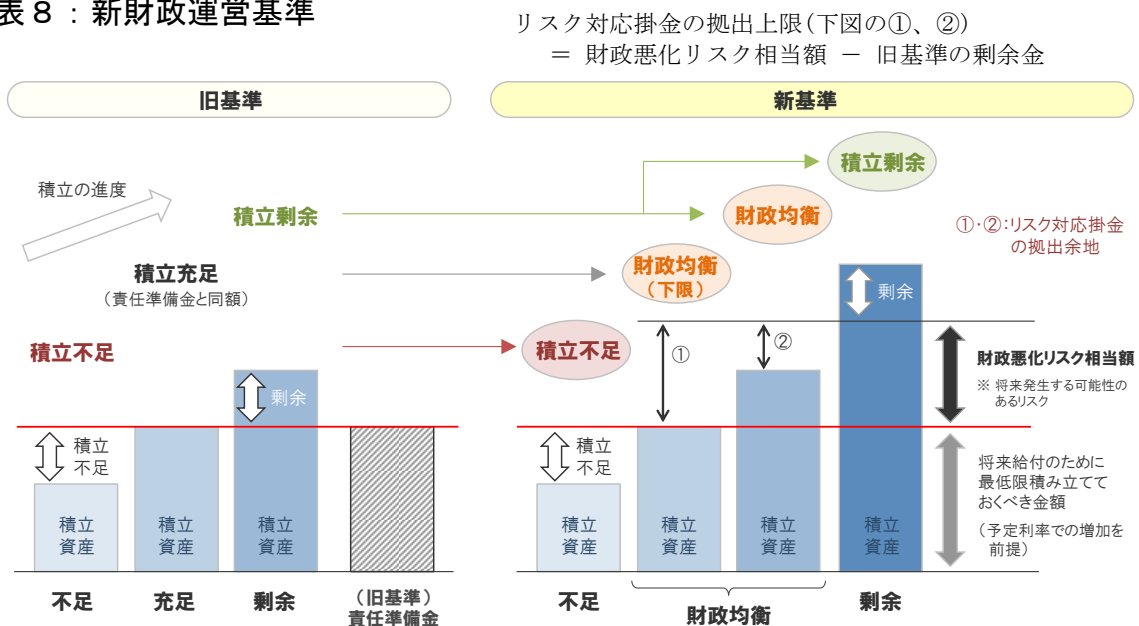 表８：新財政運営基準
リスク対応掛金の拠出上限(下図の①、②)
＝ 財政悪化リスク相当額 － 旧基準の剰余金
旧基準
新基準
積立の進度
積立剰余
積立充足
（責任準備金と同額）
積立不足
積立剰余
財政均衡
財政均衡
（下限）
積立不足
①・②:リスク対応掛金
の拠出余地
剰余
積立
不足
積立
資産
積立
資産
積立
資産
不足
充足
剰余
（旧基準）
責任準備金
①
②
剰余
積立
不足
積立
資産
積立
資産
積立
資産
積立
資産
不足
財政均衡
剰余
財政悪化リスク相当額
※ 将来発生する可能性の
あるリスク
将来給付のために
最低限積み立てて
おくべき金額
（予定利率での増加を
前提）